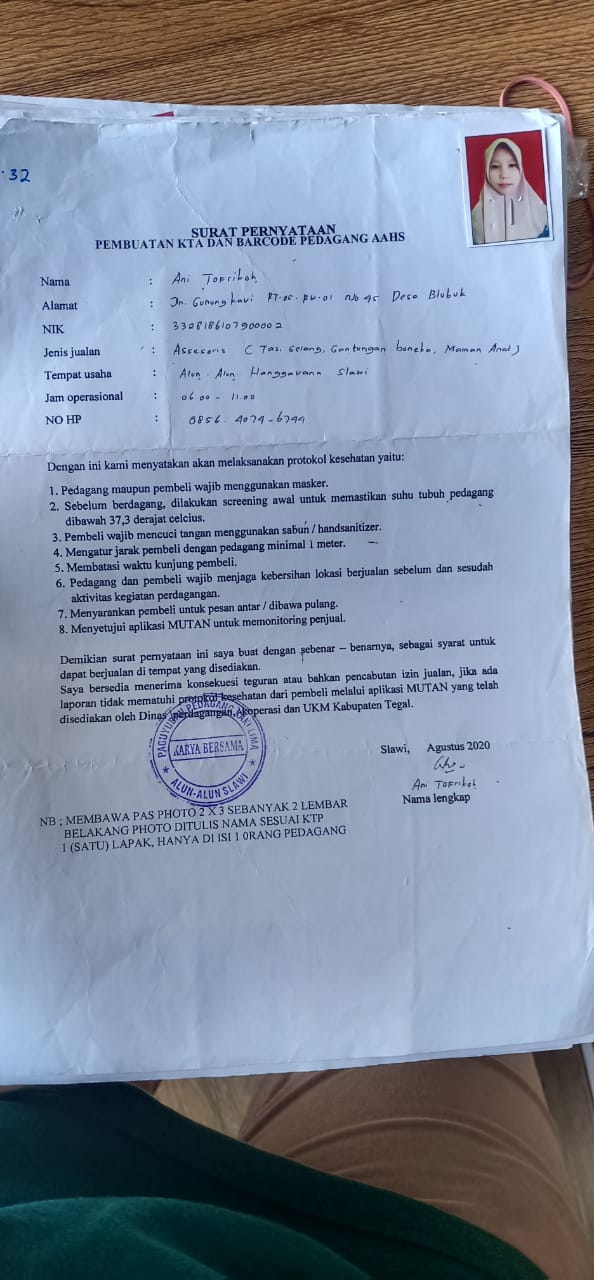 32
SURAT PERNYATAAN
PEMBUATAN KTA DAN BARCODE PEDAGANG AAHS
Nama : Ani Tofrikoh
Alamat : Jn. Gunung kawi RT.05. RW.01 No 45 Desa Blubuk
NIK : 3328186107900002
Jenis jualan : Assesoris ( Tas, Gelang, Gantungan boneka, Mainan Anak)
Tempat usaha : Alun. Alun Hanggawana Slawi
Jam operasional : 06.00 - 11.00
NO HP : 0856-4074-6799
Dengan ini kami menyatakan akan melaksanakan protokol kesehatan yaitu:
1. Pedagang maupun pembeli wajib menggunakan masker.
2. Sebelum berdagang, dilakukan screening awal untuk memastikan suhu tubuh pedagang
dibawah 37,3 derajat celcius.
3. Pembeli wajib mencuci tangan menggunakan sabun / handsanitizer.
4. Mengatur jarak pembeli dengan pedagang minimal 1 meter.
5. Membatasi waktu kunjung pembeli.
6. Pedagang dan pembeli wajib menjaga kebersihan lokasi berjualan sebelum dan sesudah
aktivitas kegiatan perdagangan.
7. Menyarankan pembeli untuk pesan antar / dibawa pulang.
8. Menyetujui aplikasi MUTAN untuk memonitoring penjual.
Demikian surat pernyataan ini saya buat dengan sebenar – benarnya, sebagai syarat untuk
dapat berjualan di tempat yang disediakan.
Saya bersedia menerima konsekuesi teguran atau bahkan pencabutan izin jualan, jika ada
laporan tidak mematuhi protokol kesehatan dari pembeli melalui aplikasi MUTAN yang telah
disediakan oleh Dinas perdagangan, koperasi dan UKM Kabupaten Tegal.
PAGUYUBAN PEDAGANG KAKI LIMA
KARYA BERSAMA
ALUN-ALUN SLAWI
Slawi, Agustus 2020
Ani Tofrikoh
Nama lengkap
NB ; MEMBAWA PAS PHOTO 2 X 3 SEBANYAK 2 LEMBAR
BELAKANG PHOTO DITULIS NAMA SESUAI KTP
1 (SATU) LAPAK, HANYA DI ISI 1 0RANG PEDAGANG